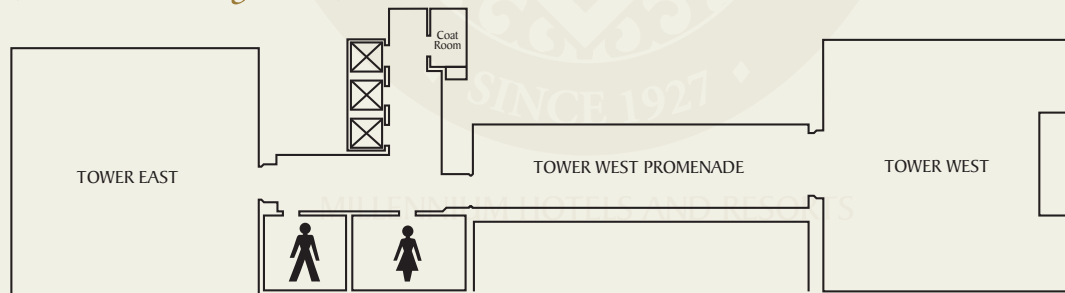 Coat
Room
SINCE 1927
TOWER EAST
TOWER WEST PROMENADE
TOWER WEST
MILLENNIUM HOTELS AND RESORTS